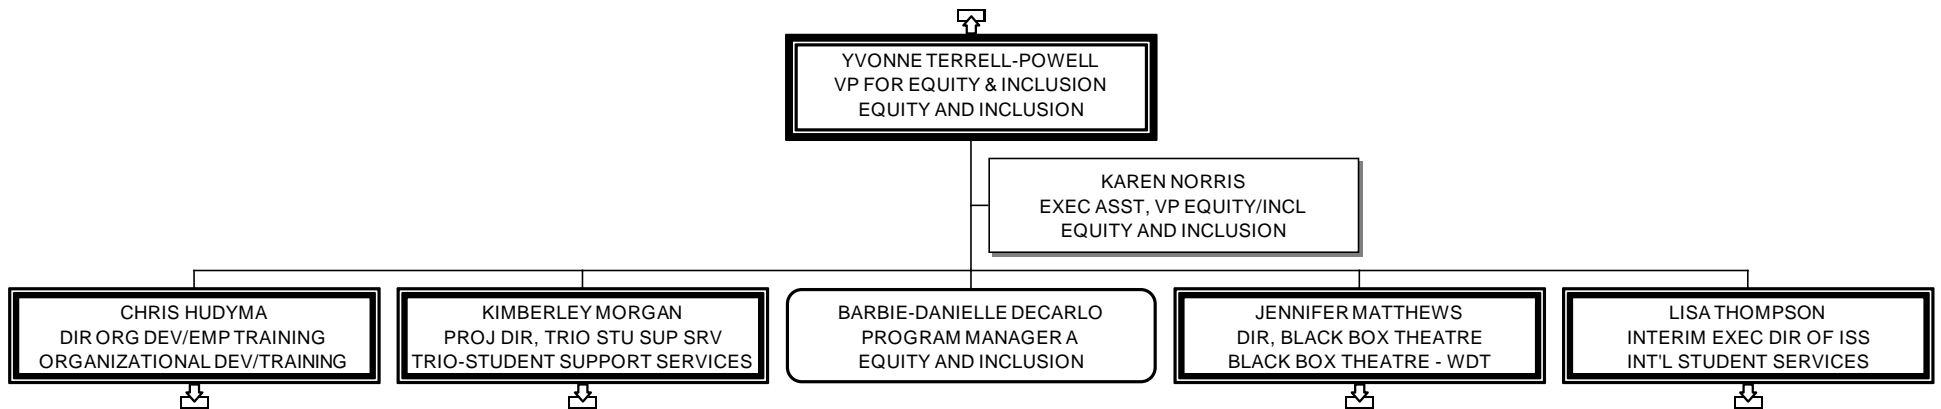 YVONNE TERRELL-POWELL
VP FOR EQUITY & INCLUSION
EQUITY AND INCLUSION
KAREN NORRIS
EXEC ASST, VP EQUITY/INCL
EQUITY AND INCLUSION
CHRIS HUDYMA
DIR ORG DEV/EMP TRAINING
ORGANIZATIONAL DEV/TRAINING
KIMBERLEY MORGAN
PROJ DIR, TRIO STU SUP SRV
TRIO-STUDENT SUPPORT SERVICES
BARBIE-DANIELLE DECARLO
PROGRAM MANAGER A
EQUITY AND INCLUSION
JENNIFER MATTHEWS
DIR, BLACK BOX THEATRE
BLACK BOX THEATRE - WDT
LISA THOMPSON
INTERIM EXEC DIR OF ISS
INT'L STUDENT SERVICES